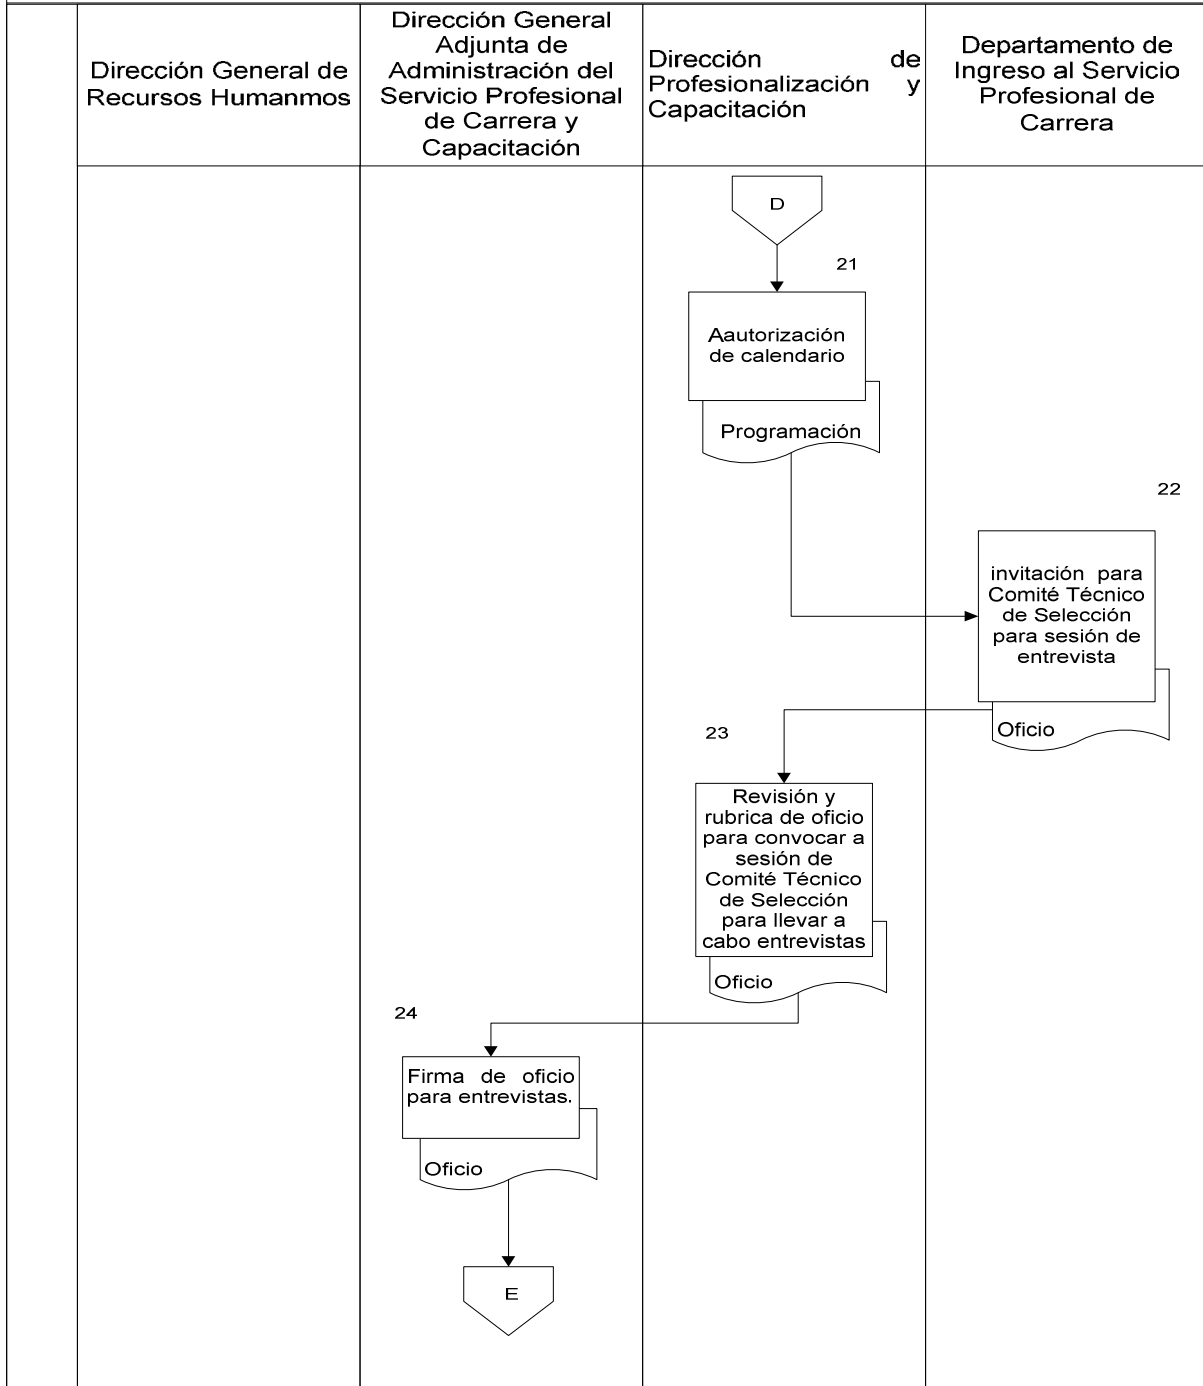 Dirección General de
Recursos Humanmos
Dirección General
Adjunta de
Administración del
Servicio Profesional
de Carrera y
Capacitación
Dirección de
Profesionalización y
Capacitación
Departamento de
Ingreso al Servicio
Profesional de
Carrera
D
21
Aautorización
de calendario
Programación
22
invitación para
Comité Técnico
de Selección
para sesión de
entrevista
Oficio
23
Revisión y
rubrica de oficio
para convocar a
sesión de
Comité Técnico
de Selección
para llevar a
cabo entrevistas
Oficio
24
Firma de oficio
para entrevistas.
Oficio
E